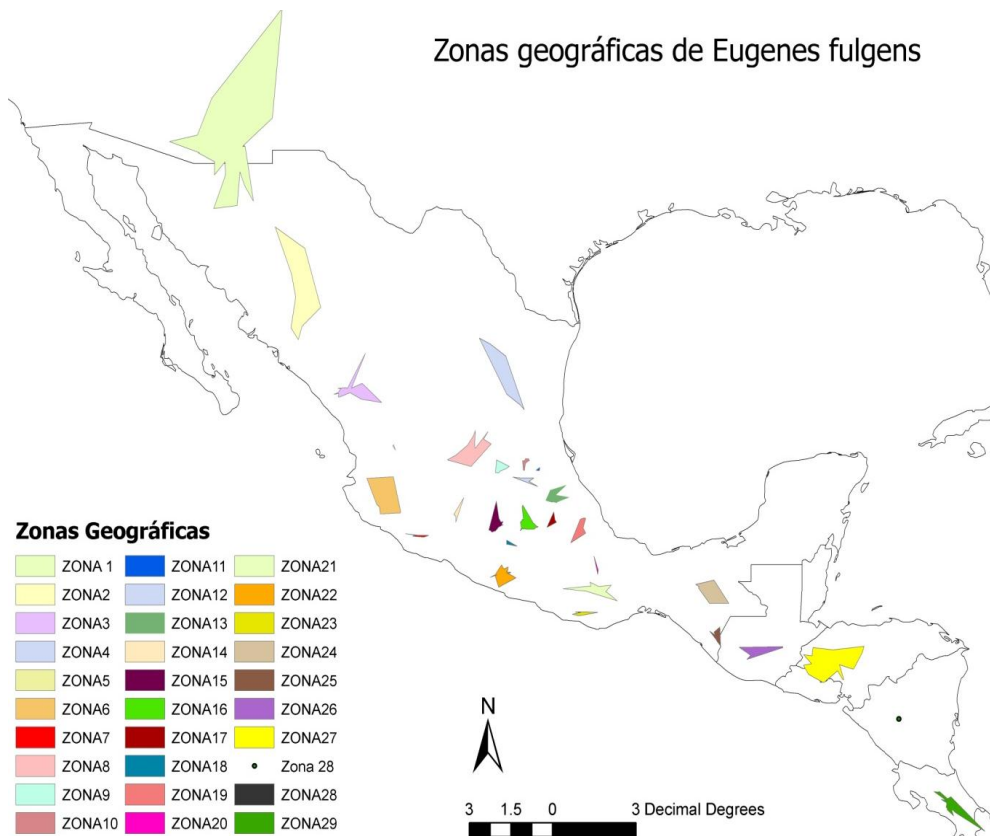 Zonas geográficas de Eugenes fulgens
Zonas Geográficas
ZONA 1
ZONA2
ZONA3
ZONA4
ZONA5
ZONA6
ZONA7
ZONA8
ZONA9
ZONA10
ZONA11
ZONA12
ZONA13
ZONA14
ZONA15
ZONA16
ZONA17
ZONA18
ZONA19
ZONA20
ZONA21
ZONA22
ZONA23
ZONA24
ZONA25
ZONA26
ZONA27
Zona 28
ZONA28
ZONA29
N
3 1.5 0 3 Decimal Degrees